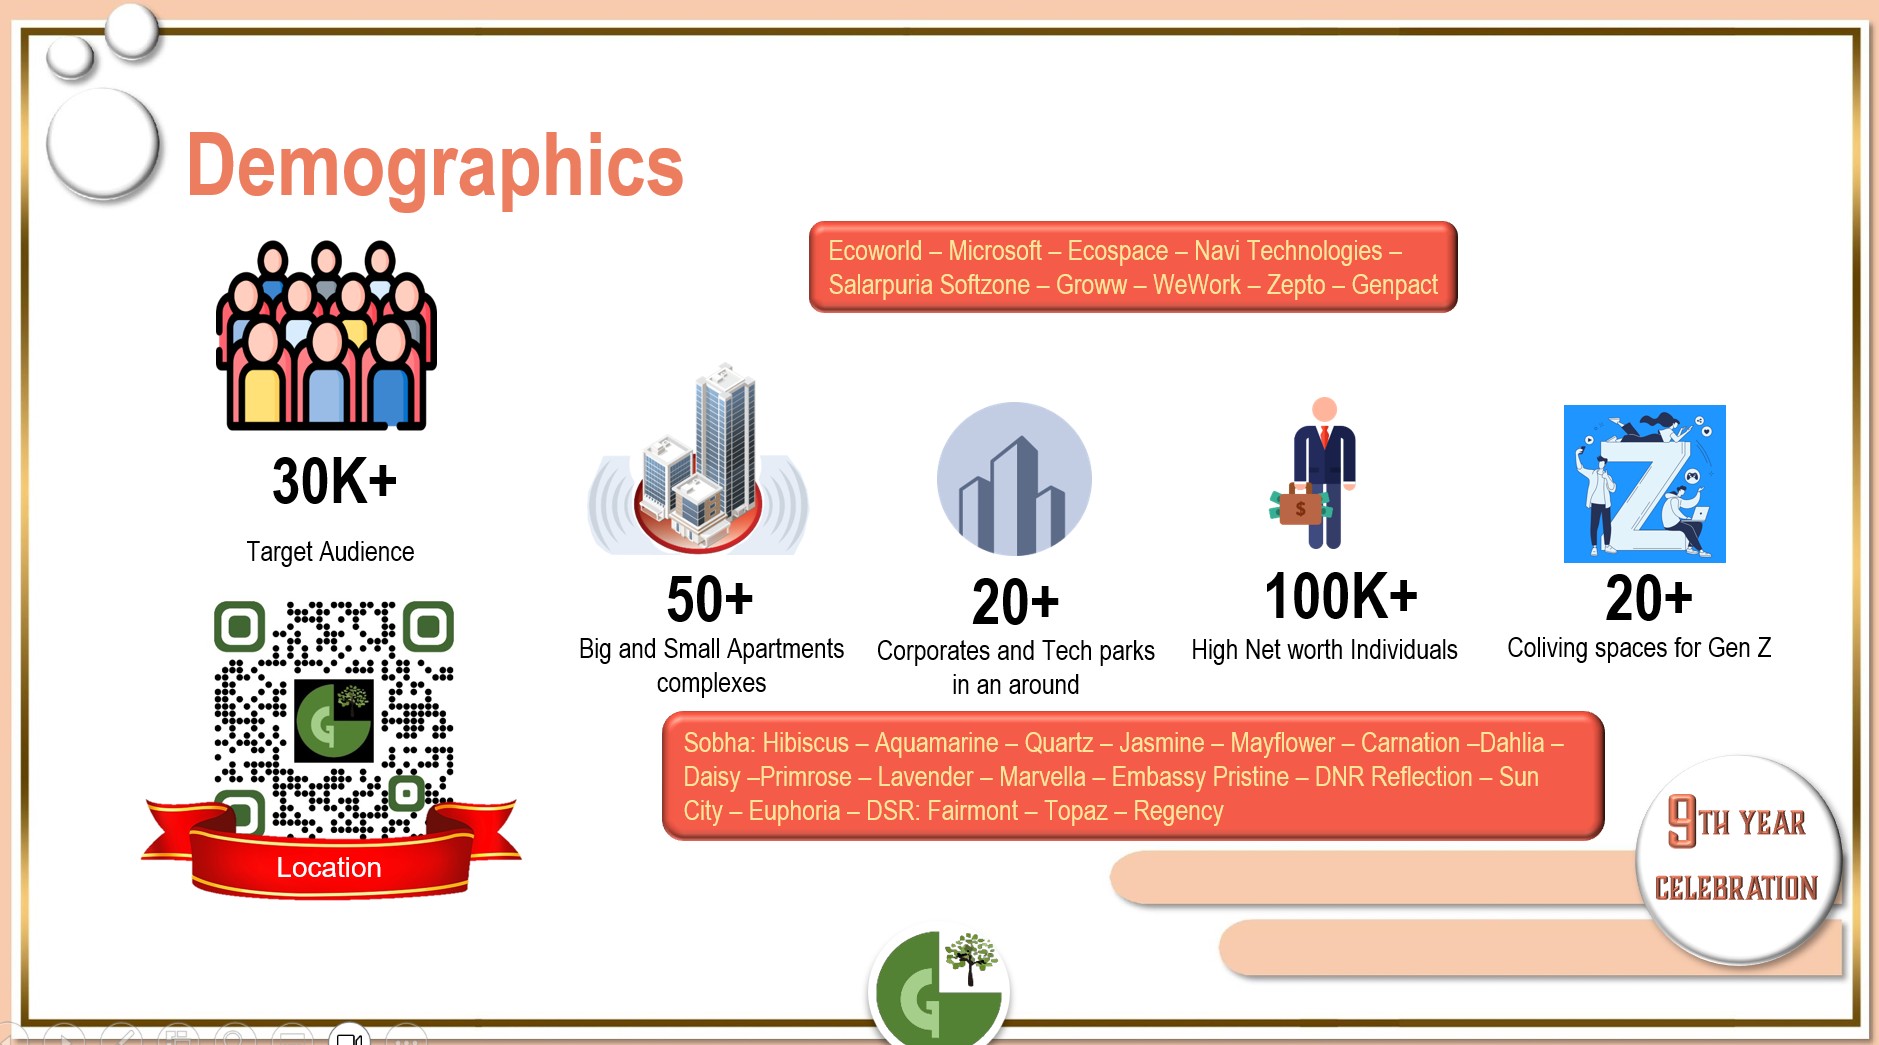 Demographics
Ecoworld – Microsoft – Ecospace – Navi Technologies –
Salarpuria Softzone – Groww – WeWork – Zepto – Genpact
30K+
Target Audience
50+
Big and Small Apartments
complexes
20+
Corporates and Tech parks
in an around
$
100K+
High Net worth Individuals
Z
20+
Coliving spaces for Gen Z
Sobha: Hibiscus – Aquamarine – Quartz – Jasmine – Mayflower – Carnation –Dahlia –
Daisy –Primrose – Lavender – Marvella – Embassy Pristine – DNR Reflection – Sun
City – Euphoria – DSR: Fairmont – Topaz – Regency
Location
9TH YEAR
CELEBRATION